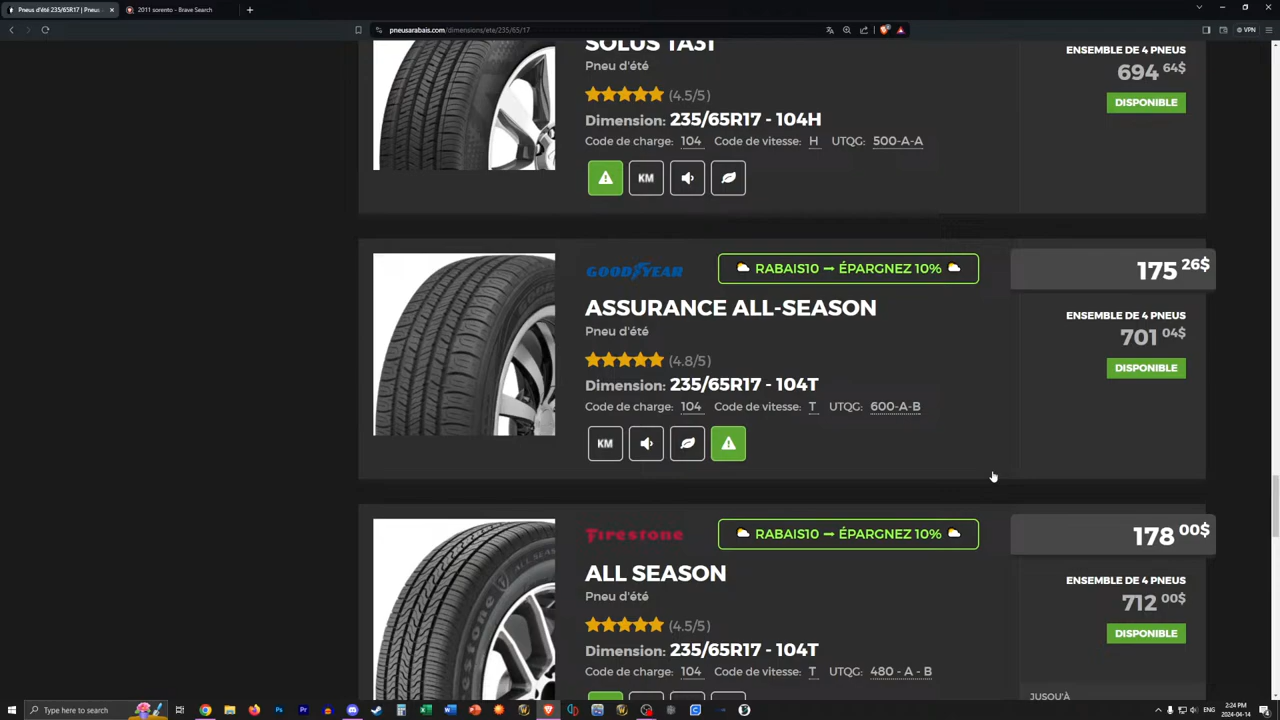 Pneus d'été 235/65R17 | Pneus
2011 sorento - Brave Search
pneusarabais.com/dimensions/ete/235/65/17
VPN
SOLUS TA31
Pneu d'été
(4.5/5)
Dimension: 235/65R17 - 104H
Code de charge: 104 Code de vitesse: H UTQG: 500-A-A
KM
ENSEMBLE DE 4 PNEUS
694 64$
DISPONIBLE
GOODYEAR
RABAIS10 → ÉPARGNEZ 10%
175 26$
ASSURANCE ALL-SEASON
Pneu d'été
(4.8/5)
Dimension: 235/65R17 - 104T
Code de charge: 104 Code de vitesse: T UTQG: 600-A-B
KM
ENSEMBLE DE 4 PNEUS
701 04$
DISPONIBLE
Firestone
RABAIS10 → ÉPARGNEZ 10%
178 00$
ALL SEASON
Pneu d'été
(4.5/5)
Dimension: 235/65R17 - 104T
Code de charge: 104 Code de vitesse: T UTQG: 480 - A - B
ENSEMBLE DE 4 PNEUS
712 00$
DISPONIBLE
JUSQU'À
Type here to search
ENG
2:24 PM
2024-04-14